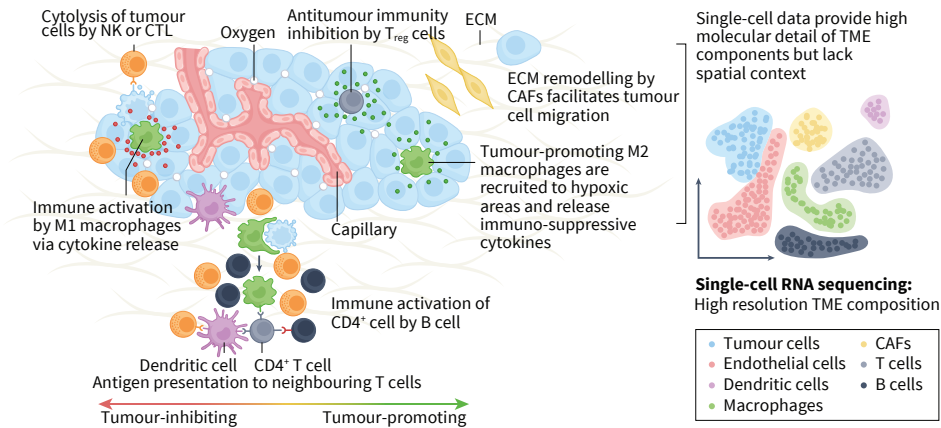 Cytolysis of tumour
cells by NK or CTL
Oxygen
Antitumour immunity
inhibition by Treg cells
ECM
ECM remodelling by
CAFs facilitates tumour
cell migration
Tumour-promoting M2
macrophages are
recruited to hypoxic
areas and release
immuno-suppressive
cytokines
Immune activation
by M1 macrophages
via cytokine release
Capillary
Immune activation of
CD4⁺ cell by B cell
Dendritic cell
CD4⁺ T cell
Antigen presentation to neighbouring T cells
Tumour-inhibiting
Tumour-promoting
Single-cell data provide high
molecular detail of TME
components but lack
spatial context
Single-cell RNA sequencing:
High resolution TME composition
Tumour cells
Endothelial cells
Dendritic cells
Macrophages
CAFs
T cells
B cells